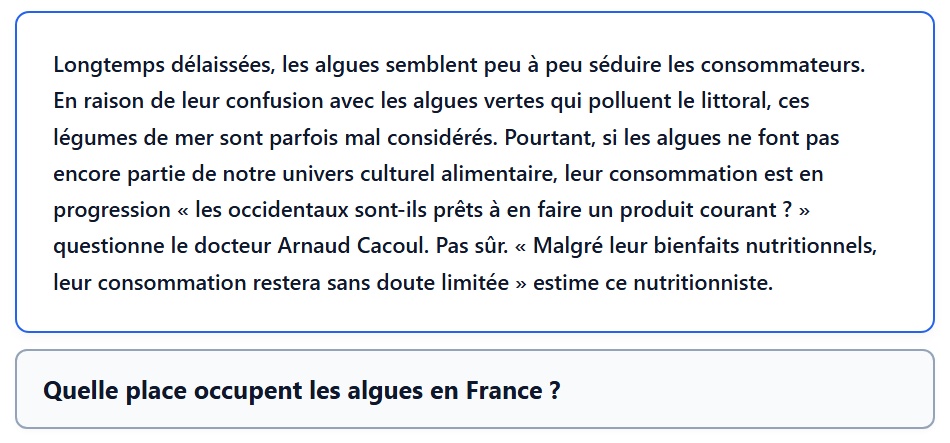 Longtemps délaissées, les algues semblent peu à peu séduire les consommateurs.
En raison de leur confusion avec les algues vertes qui polluent le littoral, ces
légumes de mer sont parfois mal considérés. Pourtant, si les algues ne font pas
encore partie de notre univers culturel alimentaire, leur consommation est en
progression « les occidentaux sont-ils prêts à en faire un produit courant ? »
questionne le docteur Arnaud Cacoul. Pas sûr. « Malgré leur bienfaits nutritionnels,
leur consommation restera sans doute limitée » estime ce nutritionniste.
Quelle place occupent les algues en France ?